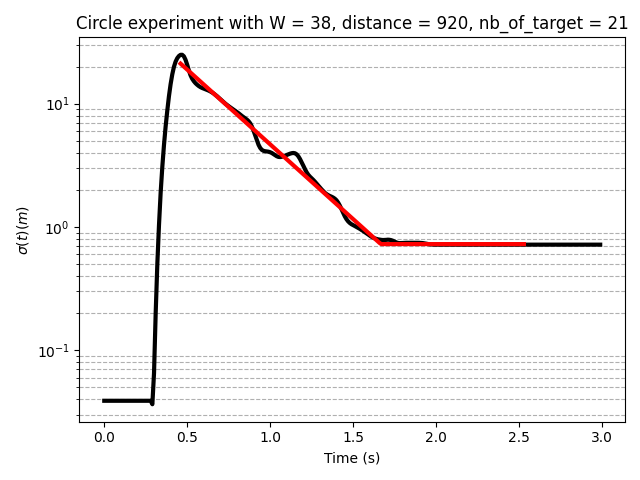 Circle experiment with W = 38, distance = 920, nb_of_target = 21
10¹
10⁰
10⁻¹
σ(t)(m)
0.0 0.5 1.0 1.5 2.0 2.5 3.0
Time (s)